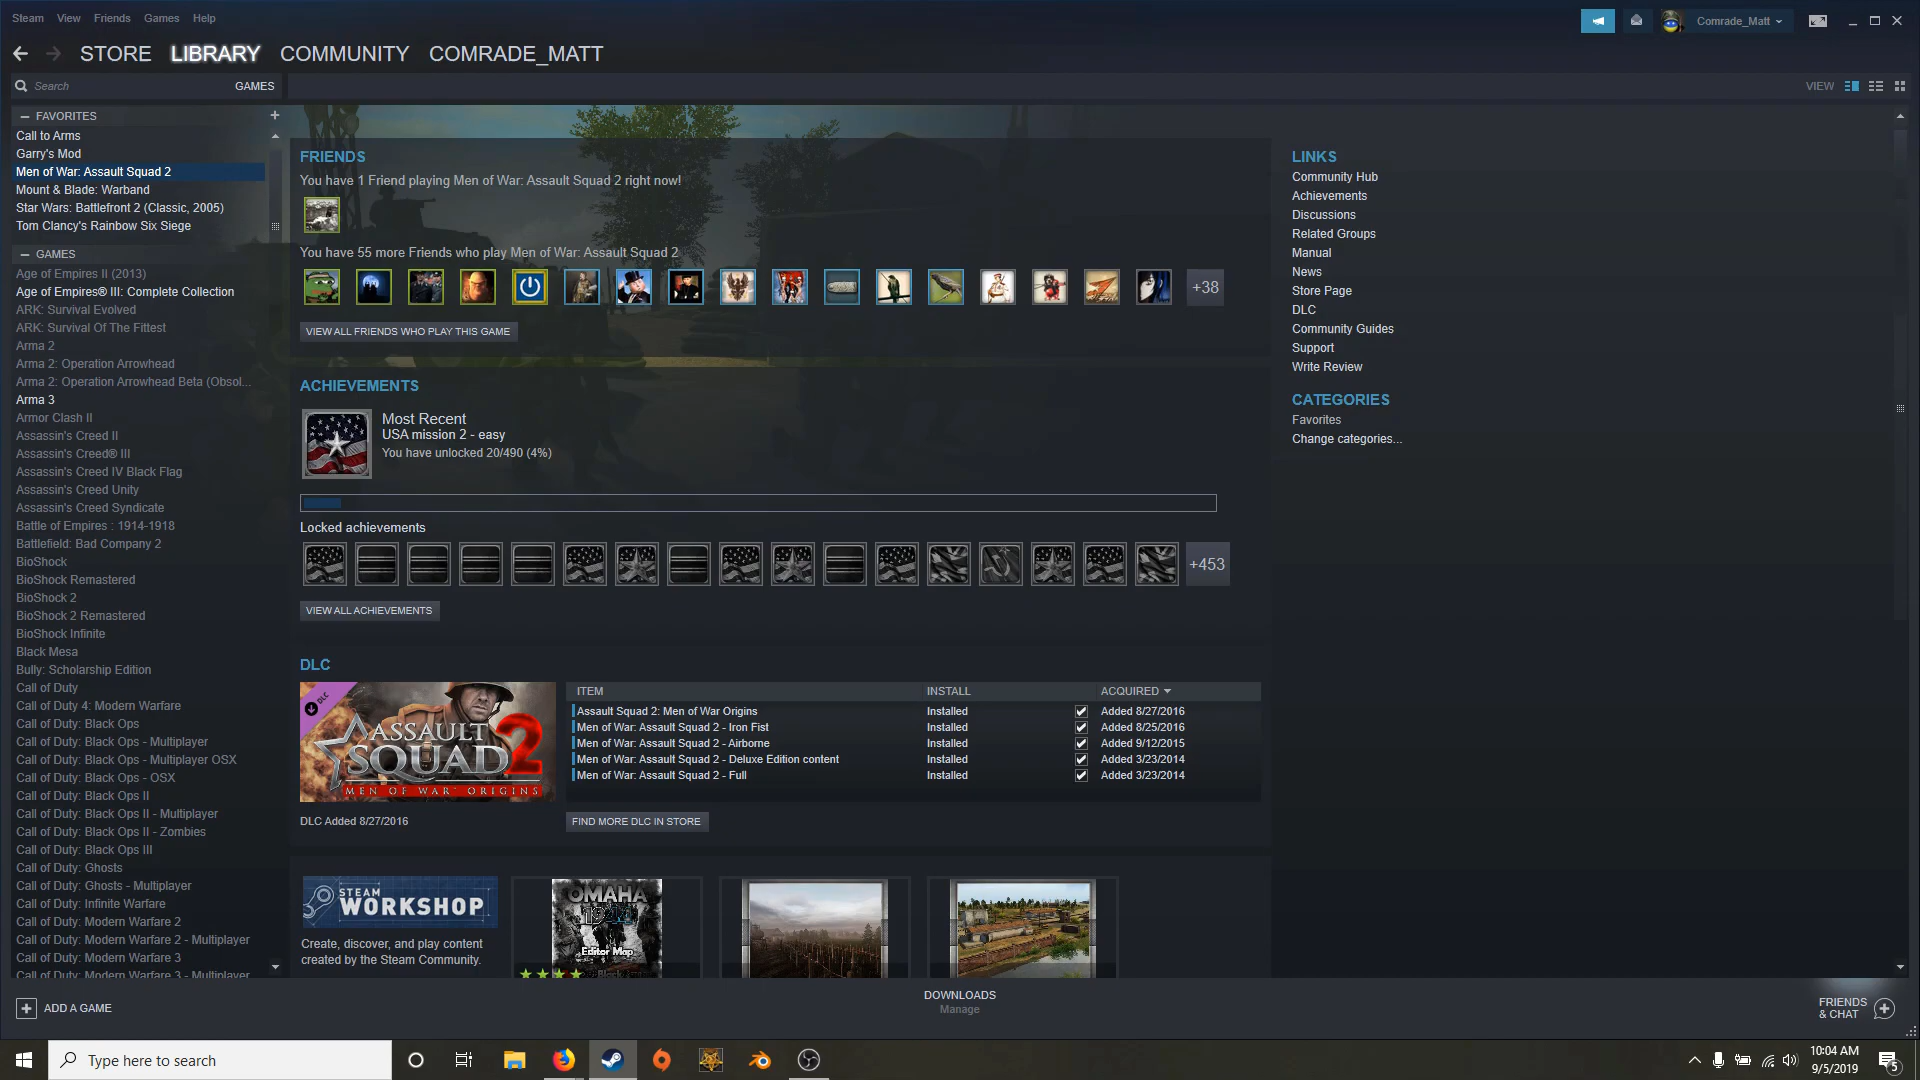 Steam View Friends Games Help
Comrade_Matt
STORE LIBRARY COMMUNITY COMRADE_MATT
Search GAMES
VIEW
FAVORITES
Call to Arms
Garry's Mod
Men of War: Assault Squad 2
Mount & Blade: Warband
Star Wars: Battlefront 2 (Classic, 2005)
Tom Clancy's Rainbow Six Siege
GAMES
Age of Empires II (2013)
Age of Empires® III: Complete Collection
ARK: Survival Evolved
ARK: Survival Of The Fittest
Arma 2
Arma 2: Operation Arrowhead
Arma 2: Operation Arrowhead Beta (Obsol...
Arma 3
Armor Clash II
Assassin's Creed II
Assassin's Creed® III
Assassin's Creed IV Black Flag
Assassin's Creed Unity
Assassin's Creed Syndicate
Battle of Empires : 1914-1918
Battlefield: Bad Company 2
BioShock
BioShock Remastered
BioShock 2
BioShock 2 Remastered
BioShock Infinite
Black Mesa
Bully: Scholarship Edition
Call of Duty
Call of Duty 4: Modern Warfare
Call of Duty: Black Ops
Call of Duty: Black Ops - Multiplayer
Call of Duty: Black Ops - Multiplayer OSX
Call of Duty: Black Ops - OSX
Call of Duty: Black Ops II
Call of Duty: Black Ops II - Multiplayer
Call of Duty: Black Ops II - Zombies
Call of Duty: Black Ops III
Call of Duty: Ghosts
Call of Duty: Ghosts - Multiplayer
Call of Duty: Infinite Warfare
Call of Duty: Modern Warfare 2
Call of Duty: Modern Warfare 2 - Multiplayer
Call of Duty: Modern Warfare 3
Call of Duty: Modern Warfare 3 - Multiplayer
FRIENDS
You have 1 Friend playing Men of War: Assault Squad 2 right now!
You have 55 more Friends who play Men of War: Assault Squad 2
+38
VIEW ALL FRIENDS WHO PLAY THIS GAME
ACHIEVEMENTS
Most Recent
USA mission 2 - easy
You have unlocked 20/490 (4%)
Locked achievements
+453
VIEW ALL ACHIEVEMENTS
DLC
DLC
ASSAULT
SQUAD 2
MEN OF WAR ORIGINS
DLC Added 8/27/2016
ITEM INSTALL ACQUIRED
Assault Squad 2: Men of War Origins Installed Added 8/27/2016
Men of War: Assault Squad 2 - Iron Fist Installed Added 8/25/2016
Men of War: Assault Squad 2 - Airborne Installed Added 9/12/2015
Men of War: Assault Squad 2 - Deluxe Edition content Installed Added 3/23/2014
Men of War: Assault Squad 2 - Full Installed Added 3/23/2014
FIND MORE DLC IN STORE
STEAM
WORKSHOP
Create, discover, and play content
created by the Steam Community.
OMAHA
Editor Map
LINKS
Community Hub
Achievements
Discussions
Related Groups
Manual
News
Store Page
DLC
Community Guides
Support
Write Review
CATEGORIES
Favorites
Change categories...
ADD A GAME
DOWNLOADS
Manage
FRIENDS
& CHAT
Type here to search
10:04 AM
9/5/2019
5